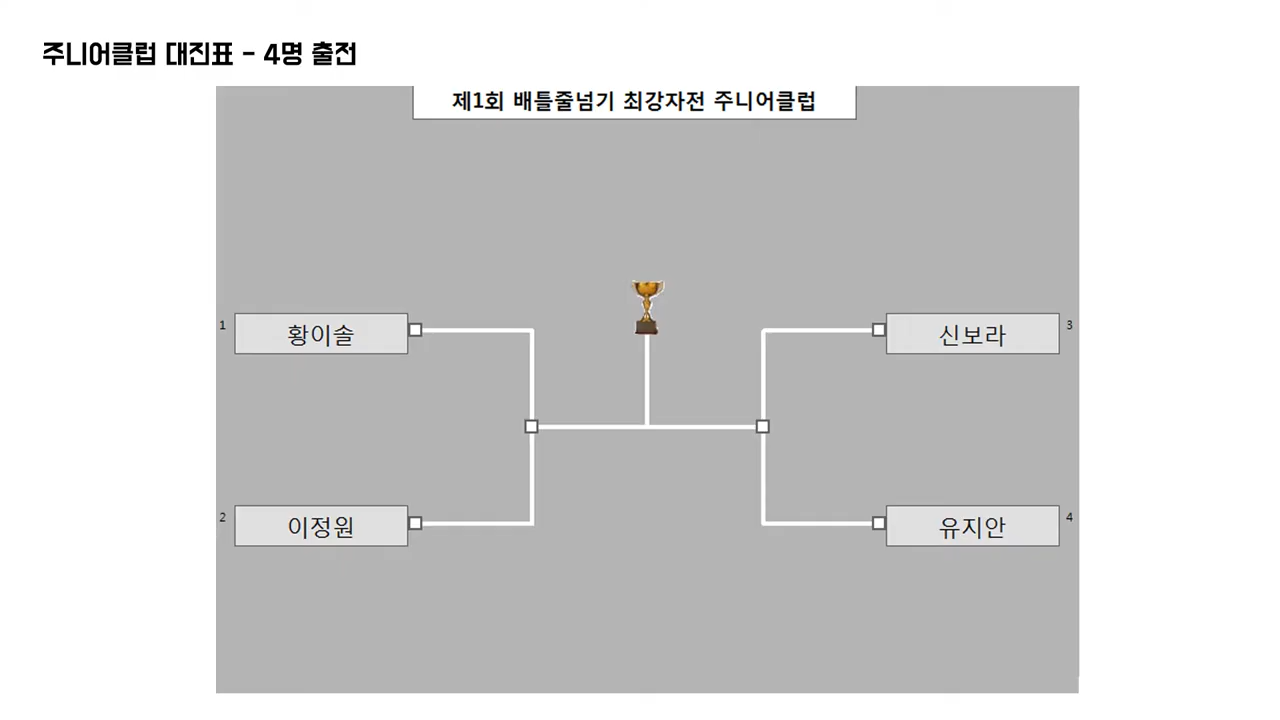 주니어클럽 대진표 - 4명 출전
제1회 배틀줄넘기 최강자전 주니어클럽
1
황이솔
신보라
3
2
이정원
유지안
4